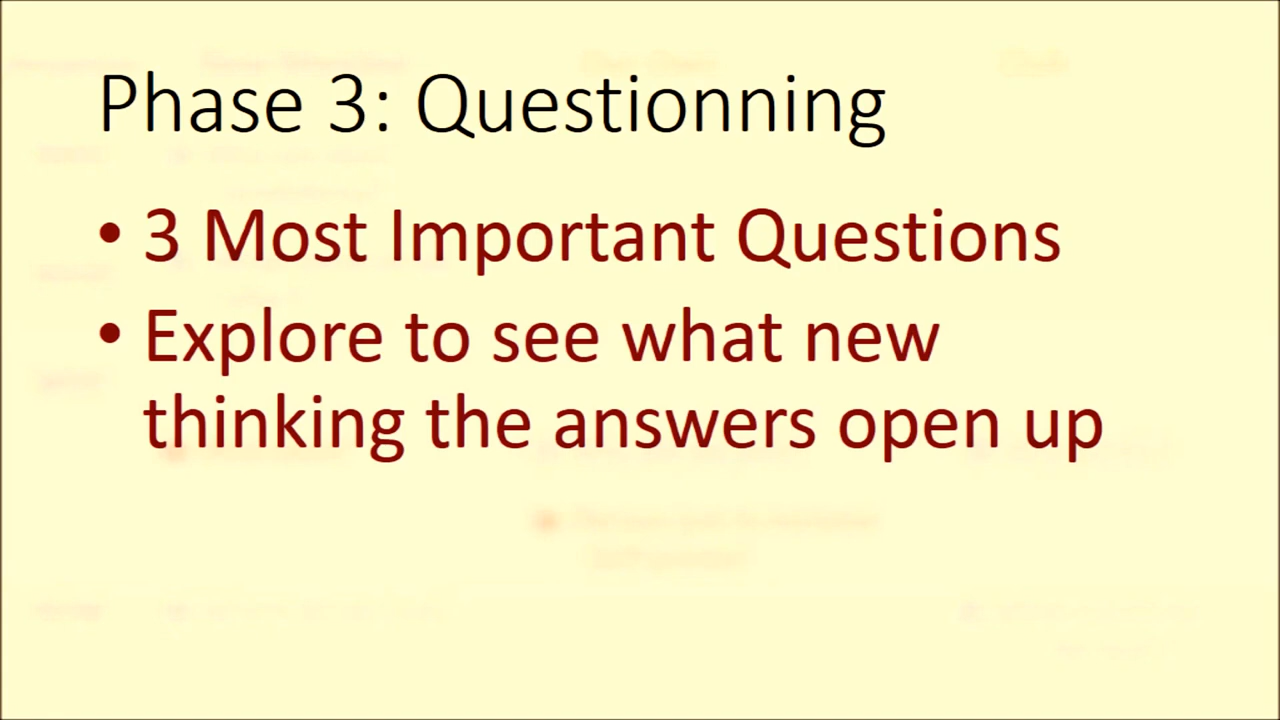 Phase 3: Questionning
• 3 Most Important Questions
• Explore to see what new
thinking the answers open up